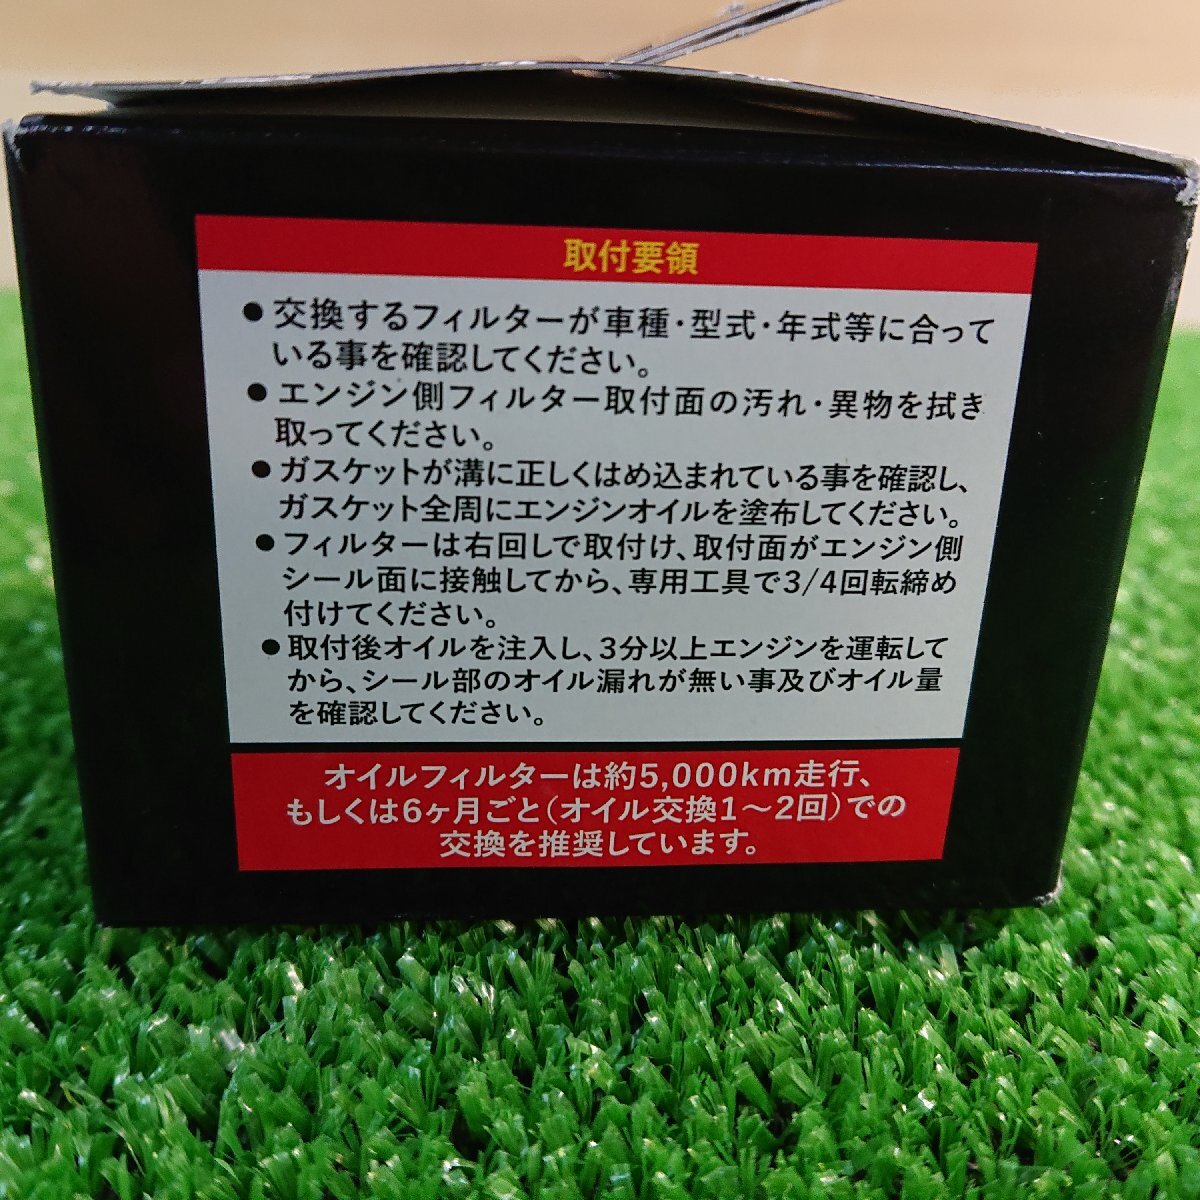 取付要領
● 交換するフィルターが車種・型式・年式等に合って
いる事を確認してください。
● エンジン側フィルター取付面の汚れ・異物を拭き
取ってください。
● ガスケットが溝に正しくはめ込まれている事を確認し、
ガスケット全周にエンジンオイルを塗布してください。
● フィルターは右回しで取付け、取付面がエンジン側
シール面に接触してから、専用工具で3/4回転締め
付けてください。
● 取付後オイルを注入し、3分以上エンジンを運転して
から、シール部のオイル漏れが無い事及びオイル量
を確認してください。
オイルフィルターは約5,000km走行、
もしくは6ヶ月ごと(オイル交換1〜2回)での
交換を推奨しています。